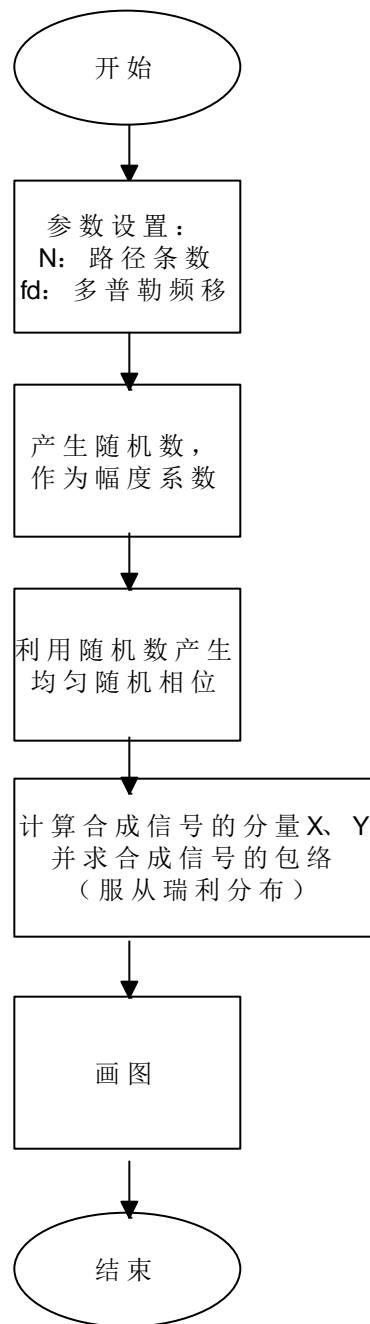 开始
参数设置：
N：路径条数
fd：多普勒频移
产生随机数，
作为幅度系数
利用随机数产生
均匀随机相位
计算合成信号的分量X、Y
并求合成信号的包络
（服从瑞利分布）
画图
结束